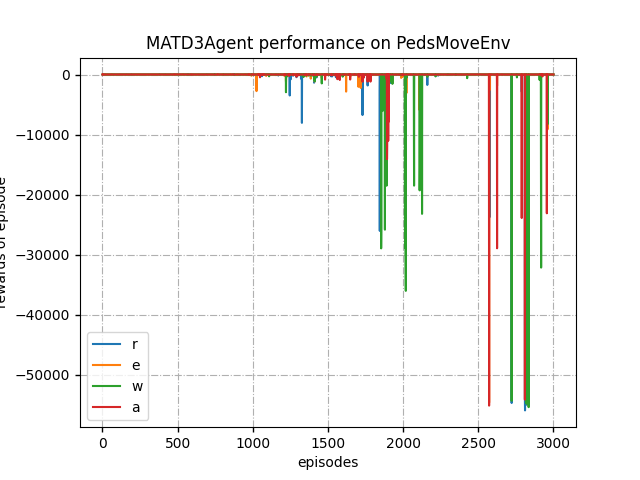 MATD3Agent performance on PedsMoveEnv
rewards of episode
0
−10000
−20000
−30000
−40000
−50000
r
e
w
a
0
500
1000
1500
2000
2500
3000
episodes